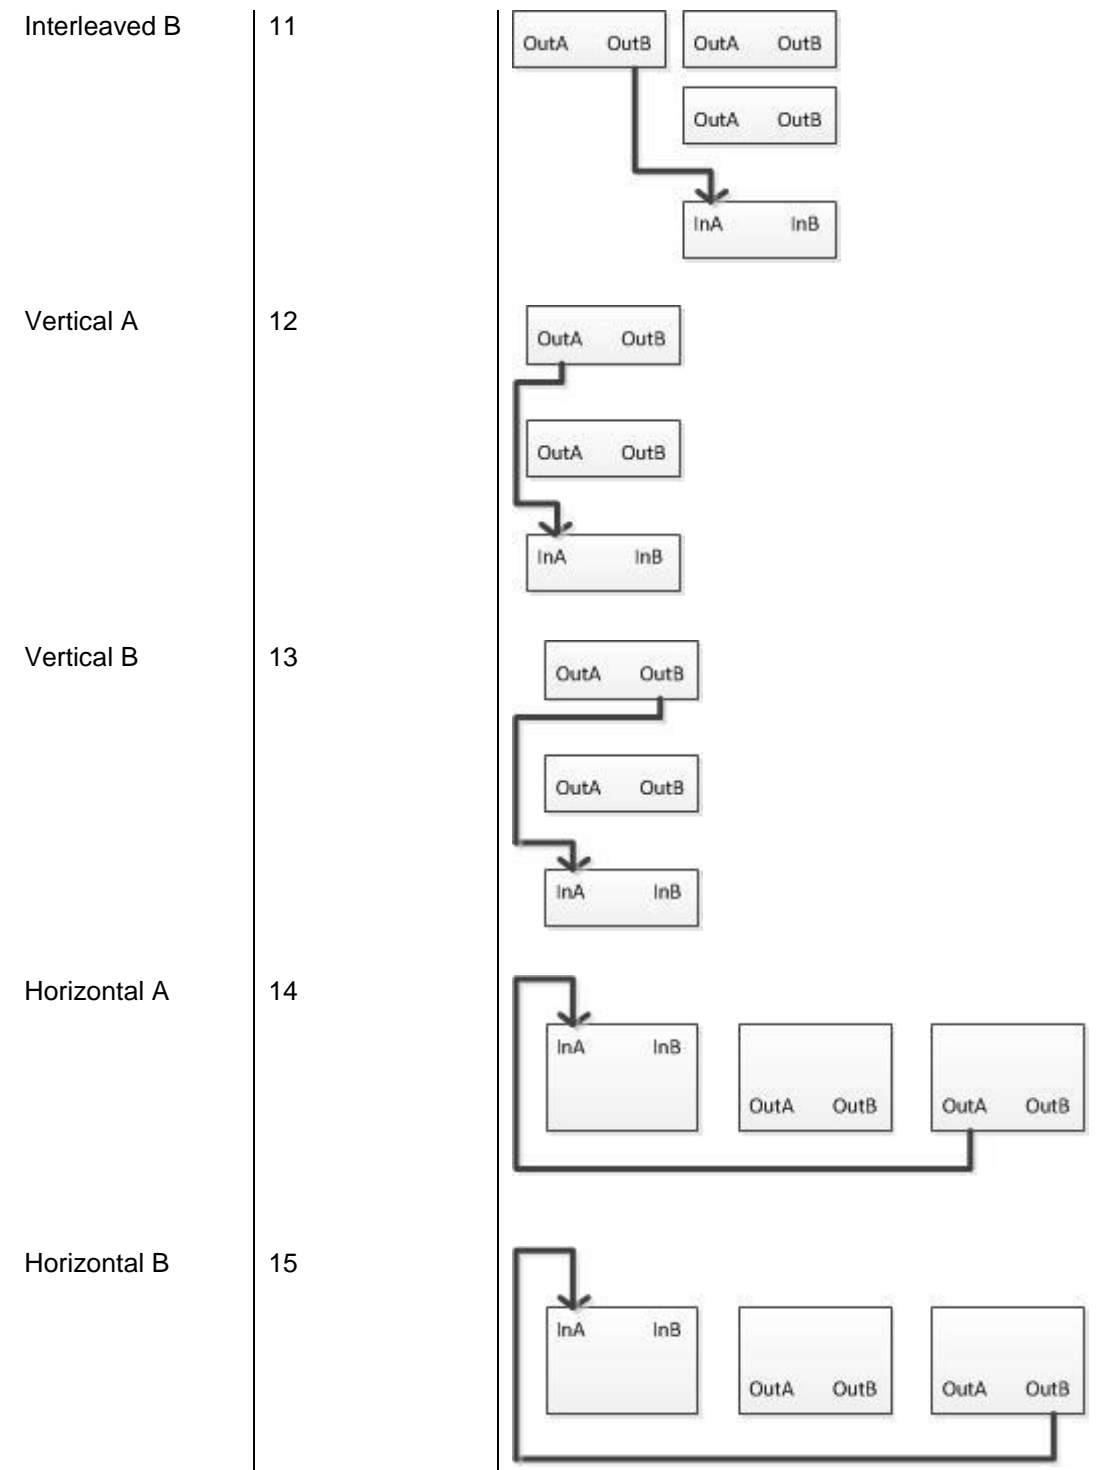 Interleaved B 11 OutA OutB OutA OutB
OutA OutB
InA InB
Vertical A 12 OutA OutB
OutA OutB
InA InB
Vertical B 13 OutA OutB
OutA OutB
InA InB
Horizontal A 14
InA InB
OutA OutB OutA OutB
Horizontal B 15
InA InB
OutA OutB OutA OutB